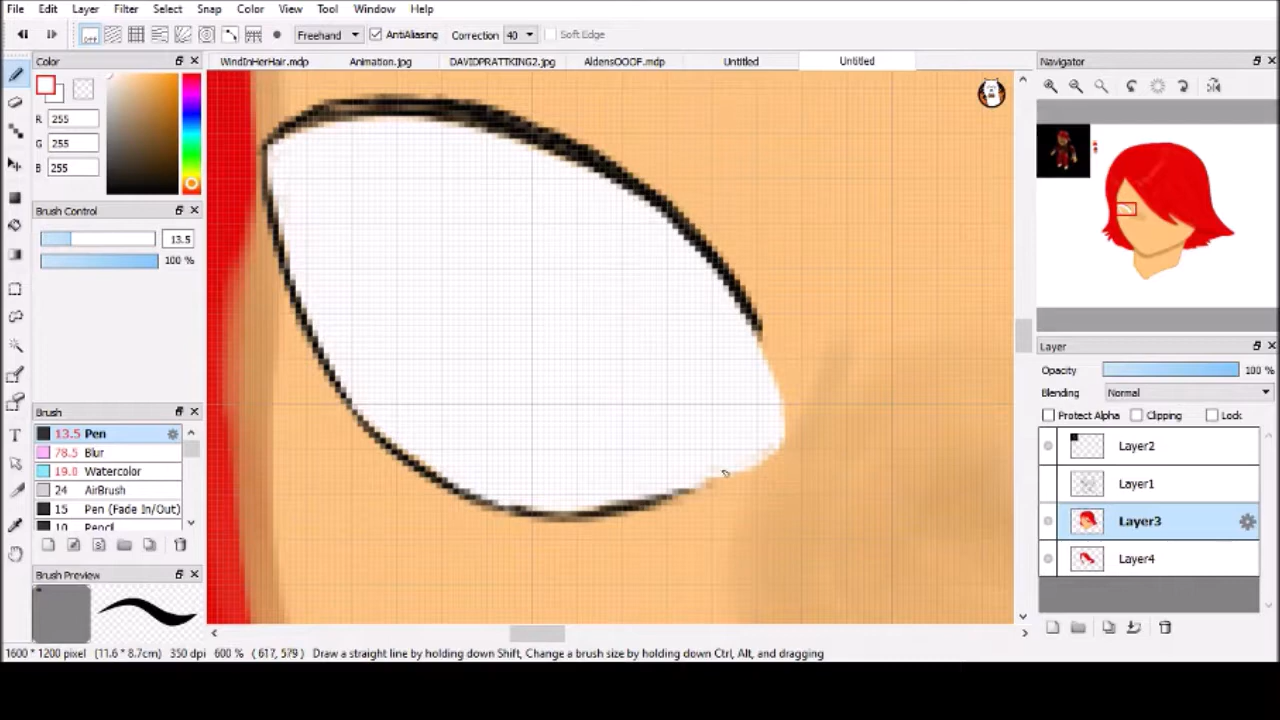 File Edit Layer Filter Select Snap Color View Tool Window Help
Freehand AntiAliasing Correction 40 Soft Edge
Color
R 255
G 255
B 255
Brush Control
13.5
100 %
Brush
13.5 Pen
78.5 Blur
19.0 Watercolor
24 AirBrush
15 Pen (Fade In/Out)
10 Pencil
Brush Preview
WindInHerHair.mdp Animation.jpg DAVIDPRATTKING2.jpg AldensOOOF.mdp Untitled Untitled
Navigator
Layer
Opacity 100 %
Blending Normal
Protect Alpha Clipping Lock
Layer2
Layer1
Layer3
Layer4
1600 * 1200 pixel (11.6 * 8.7cm) 350 dpi 600 % ( 617, 579 ) Draw a straight line by holding down Shift, Change a brush size by holding down Ctrl, Alt, and dragging